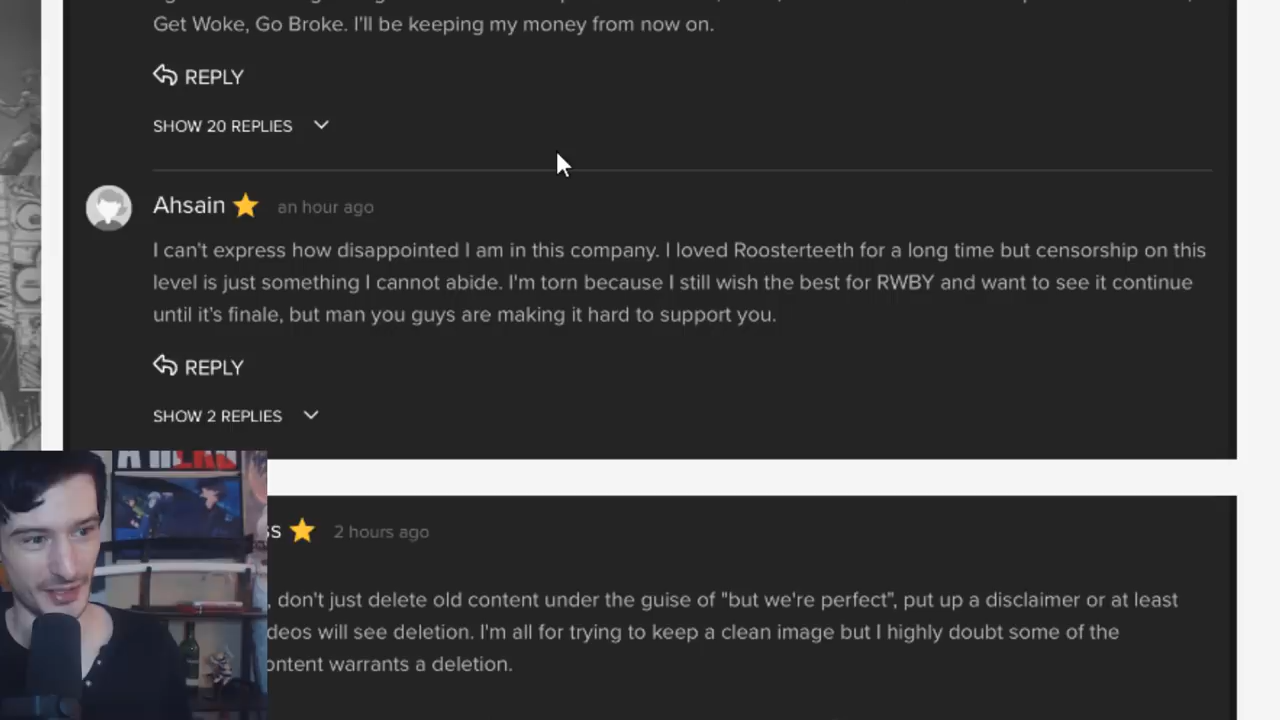 Get Woke, Go Broke. I'll be keeping my money from now on.
REPLY
SHOW 20 REPLIES
Ahsain an hour ago
I can't express how disappointed I am in this company. I loved Roosterteeth for a long time but censorship on this
level is just something I cannot abide. I'm torn because I still wish the best for RWBY and want to see it continue
until it's finale, but man you guys are making it hard to support you.
REPLY
SHOW 2 REPLIES
2 hours ago
, don't just delete old content under the guise of "but we're perfect", put up a disclaimer or at least
will see deletion. I'm all for trying to keep a clean image but I highly doubt some of the
warrants a deletion.